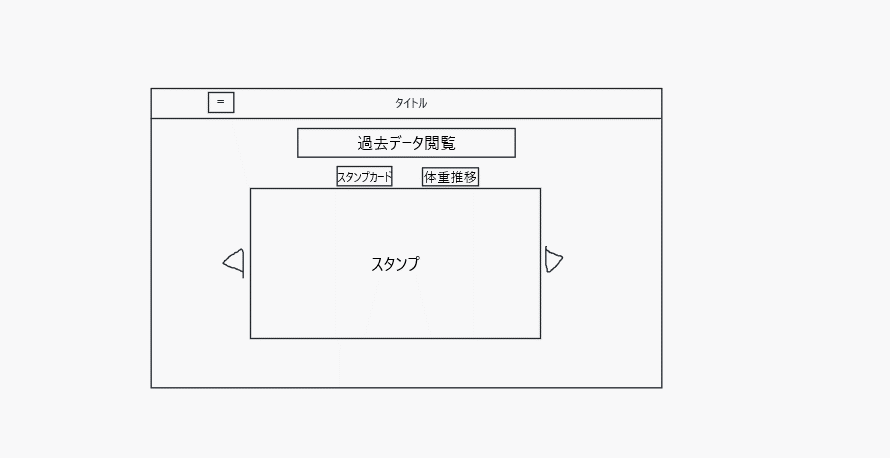 =
タイトル
過去データ閲覧
スタンプカード
体重推移
スタンプ